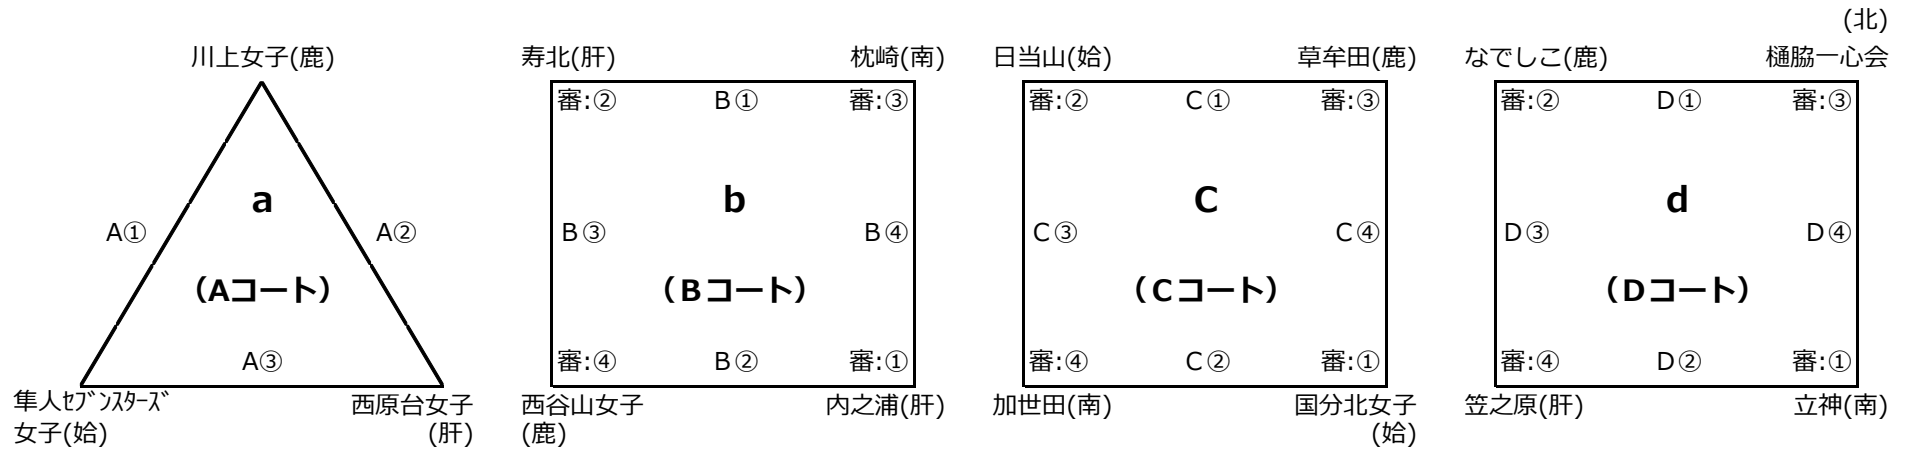 (北)
川上女子(鹿)
寿北(肝)
枕崎(南)
日当山(姶)
草牟田(鹿)
なでしこ(鹿)
樋脇一心会
審:②
B①
審:③
審:②
C①
審:③
審:②
D①
審:③
a
b
C
d
A①
A②
B③
B④
C③
C④
D③
D④
(Aコート)
(Bコート)
(Cコート)
(Dコート)
A③
審:④
B②
審:①
審:④
C②
審:①
審:④
D②
審:①
隼人ｾﾌﾞﾝｽﾀｰｽﾞ
女子(姶)
西原台女子
(肝)
西谷山女子
(鹿)
内之浦(肝)
加世田(南)
国分北女子
(姶)
笠之原(肝)
立神(南)